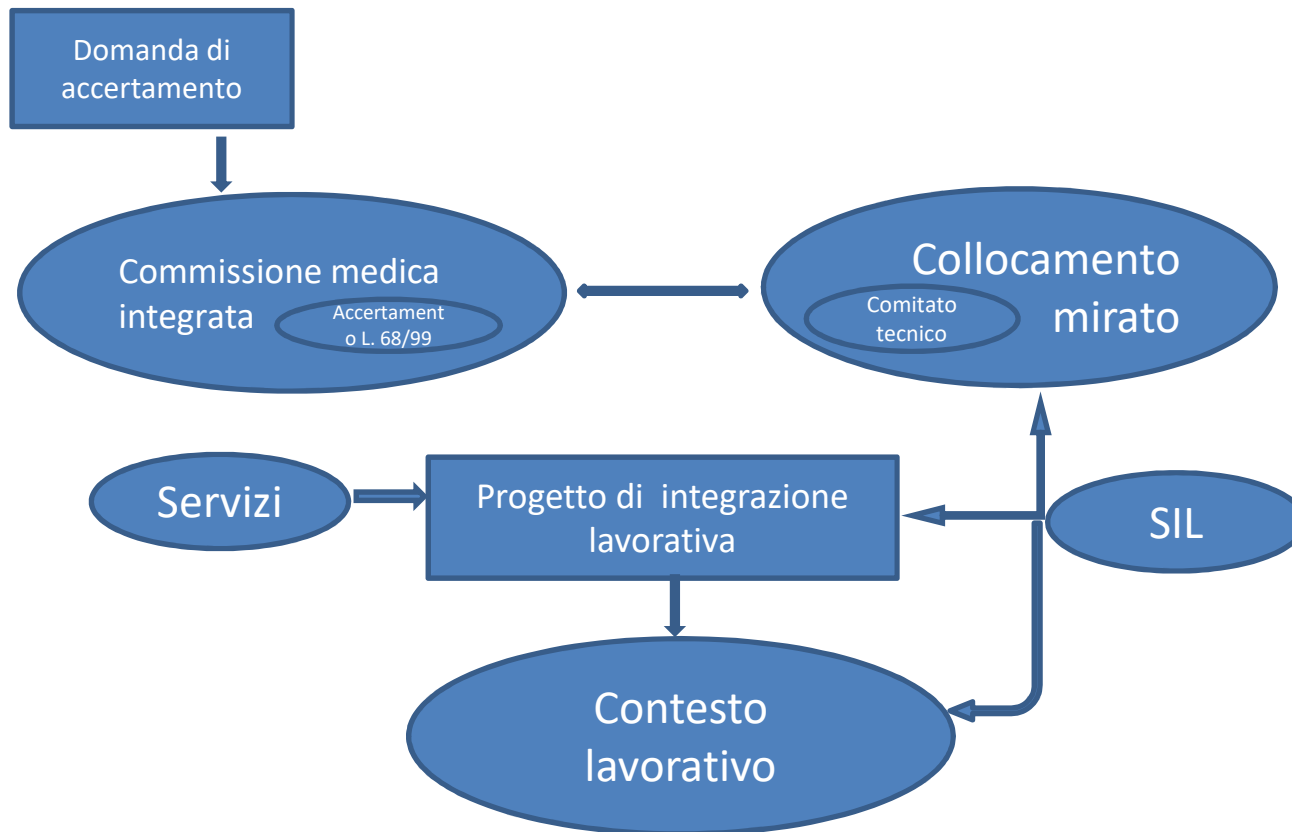 Domanda di
accertamento
Commissione medica
integrata
Accertament
o L. 68/99
Collocamento
mirato
Comitato
tecnico
Servizi
Progetto di integrazione
lavorativa
SIL
Contesto
lavorativo